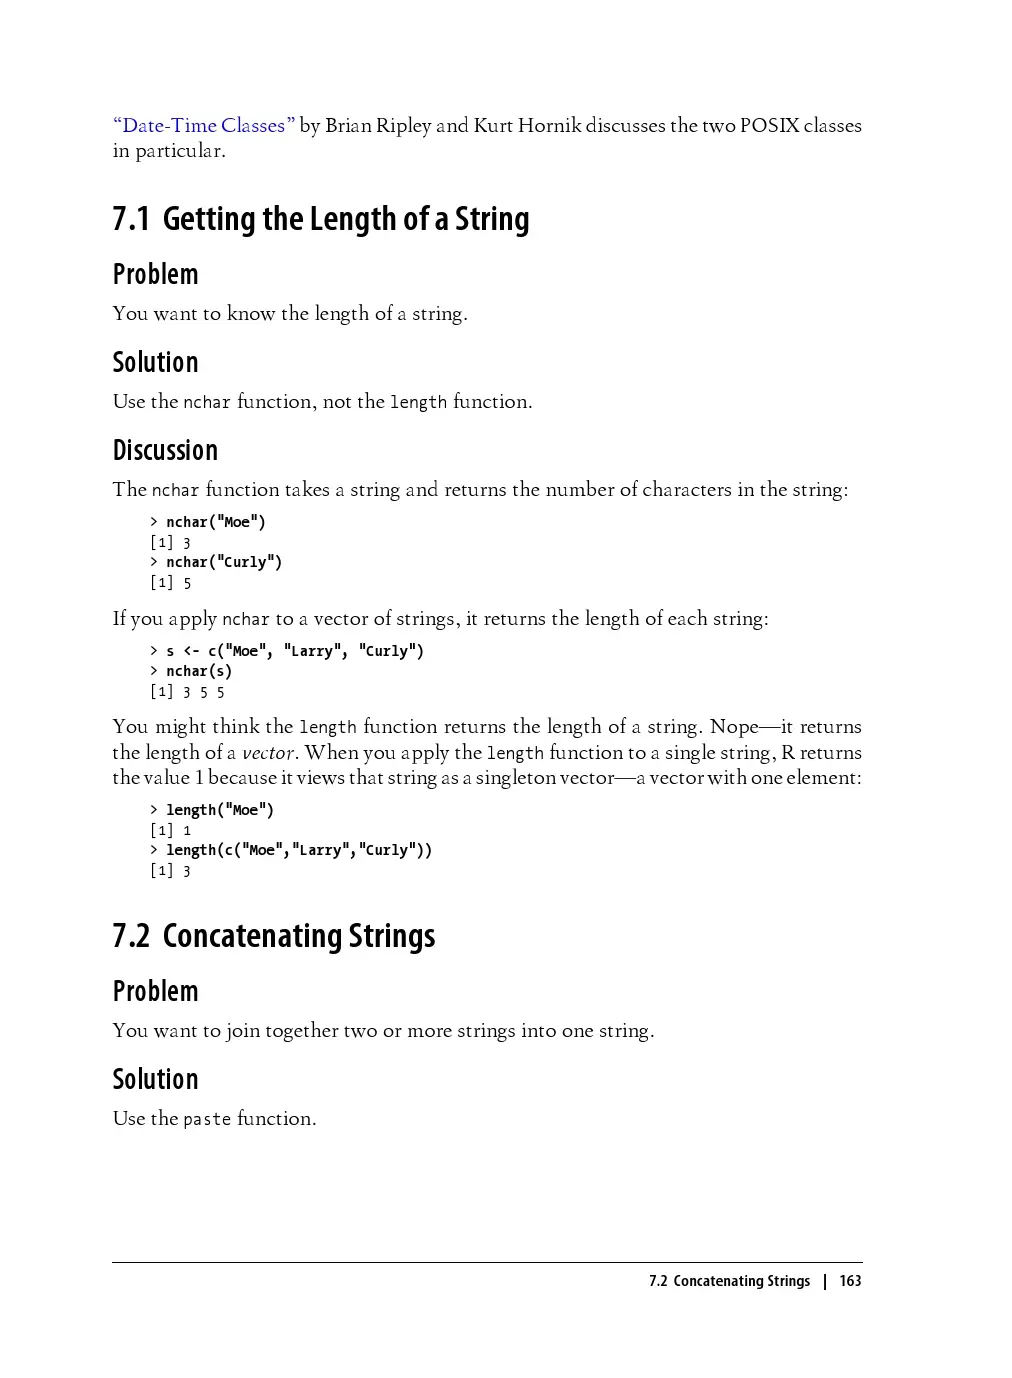 “Date-Time Classes” by Brian Ripley and Kurt Hornik discusses the two POSIX classes
in particular.
7.1 Getting the Length of a String
Problem
You want to know the length of a string.
Solution
Use the nchar function, not the length function.
Discussion
The nchar function takes a string and returns the number of characters in the string:
> nchar("Moe")
[1] 3
> nchar("Curly")
[1] 5
If you apply nchar to a vector of strings, it returns the length of each string:
> s <- c("Moe", "Larry", "Curly")
> nchar(s)
[1] 3 5 5
You might think the length function returns the length of a string. Nope—it returns
the length of a vector. When you apply the length function to a single string, R returns
the value 1 because it views that string as a singleton vector—a vector with one element:
> length("Moe")
[1] 1
> length(c("Moe","Larry","Curly"))
[1] 3
7.2 Concatenating Strings
Problem
You want to join together two or more strings into one string.
Solution
Use the paste function.
7.2 Concatenating Strings | 163